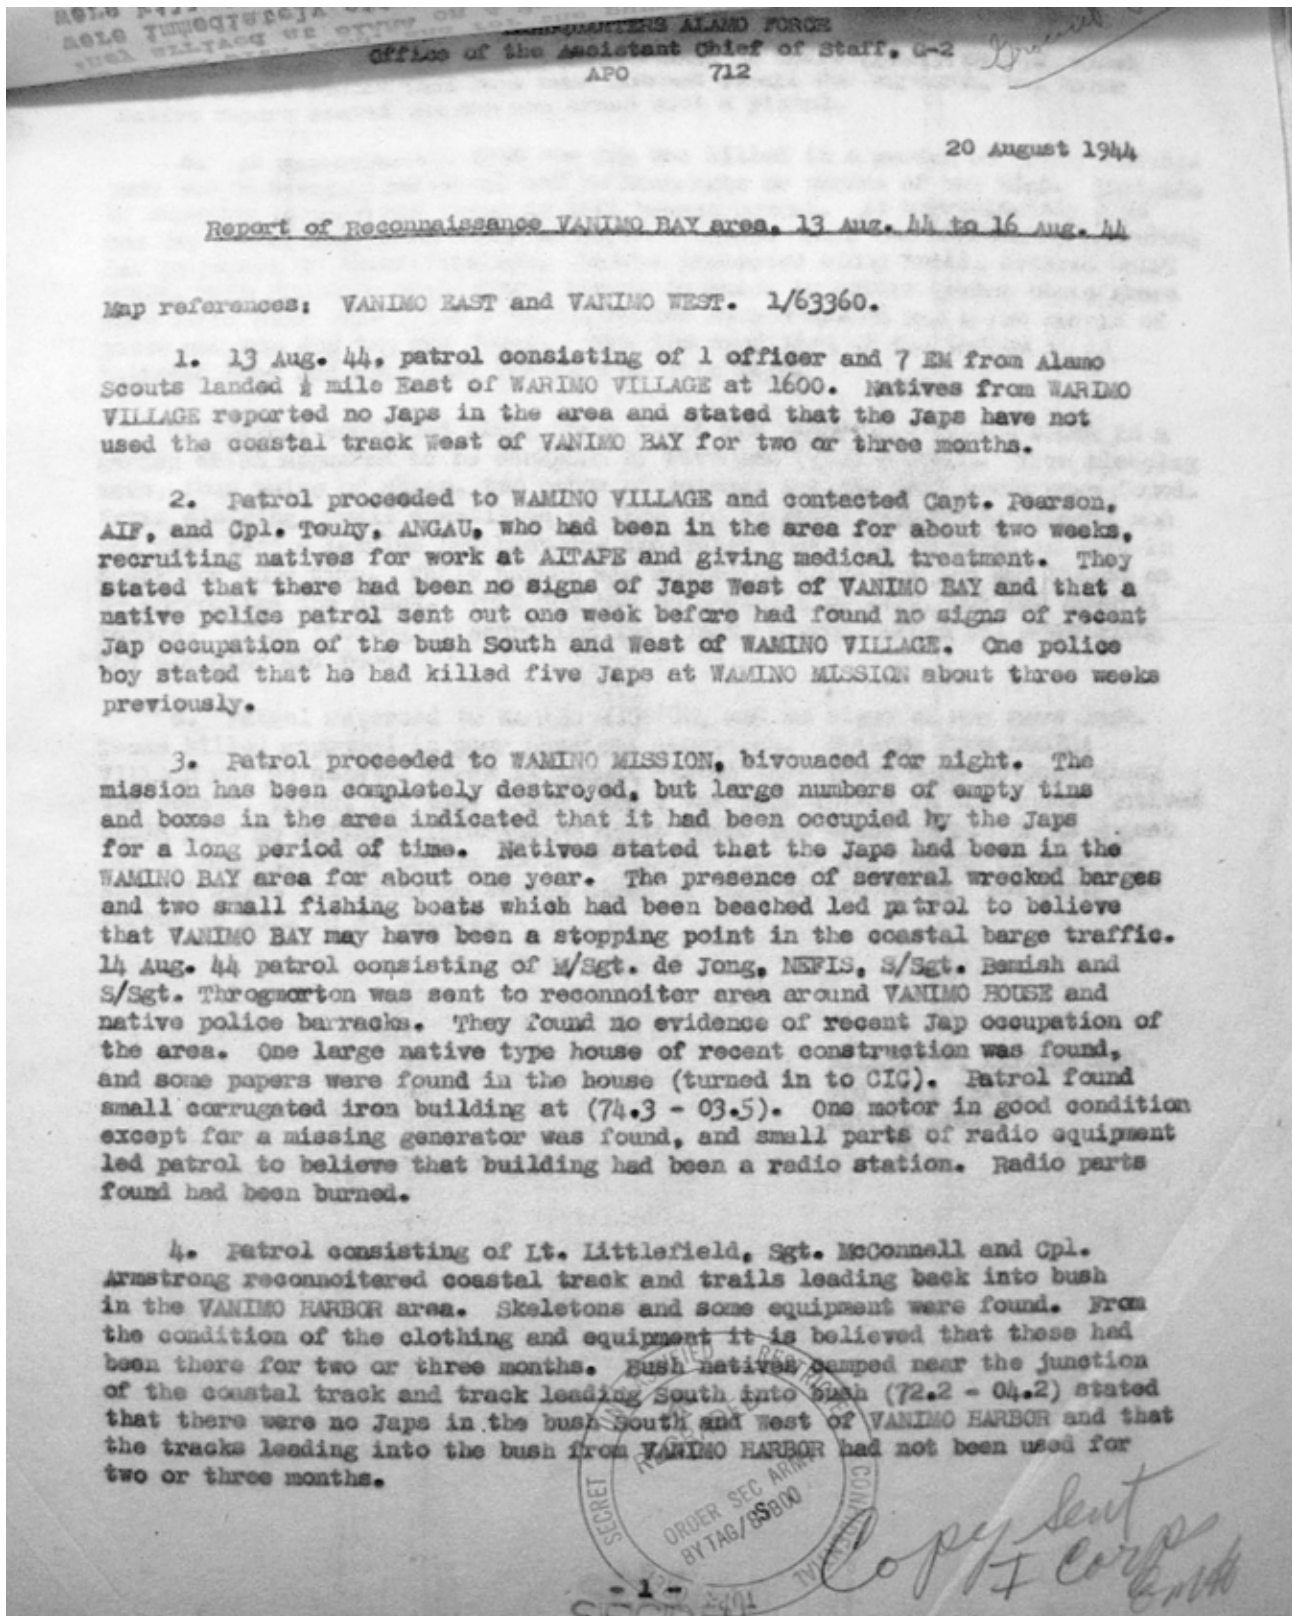 HEADQUARTERS ALAMO FORCE
Office of the Assistant Chief of Staff, G-2
APO 712
20 August 1944
Report of Reconnaissance VANIMO BAY area, 13 Aug. 44 to 16 Aug. 44
Map references: VANIMO EAST and VANIMO WEST. 1/63360.
1. 13 Aug. 44, patrol consisting of 1 officer and 7 EM from Alamo
Scouts landed ½ mile East of WARIMO VILLAGE at 1600. Natives from WARIMO
VILLAGE reported no Japs in the area and stated that the Japs have not
used the coastal track West of VANIMO BAY for two or three months.
2. Patrol proceeded to WAMINO VILLAGE and contacted Capt. Pearson,
AIF, and Cpl. Touhy, ANGAU, who had been in the area for about two weeks,
recruiting natives for work at AITAPE and giving medical treatment. They
stated that there had been no signs of Japs West of VANIMO BAY and that a
native police patrol sent out one week before had found no signs of recent
Jap occupation of the bush South and West of WAMINO VILLAGE. One police
boy stated that he had killed five Japs at WAMINO MISSION about three weeks
previously.
3. Patrol proceeded to WAMINO MISSION, bivouaced for night. The
mission has been completely destroyed, but large numbers of empty tins
and boxes in the area indicated that it had been occupied by the Japs
for a long period of time. Natives stated that the Japs had been in the
WAMINO BAY area for about one year. The presence of several wrecked barges
and two small fishing boats which had been beached led patrol to believe
that VANIMO BAY may have been a stopping point in the coastal barge traffic.
14 Aug. 44 patrol consisting of M/Sgt. de Jong, NEFIS, S/Sgt. Bemish and
S/Sgt. Throgmorton was sent to reconnoiter area around VANIMO HOUSE and
native police barracks. They found no evidence of recent Jap occupation of
the area. One large native type house of recent construction was found,
and some papers were found in the house (turned in to CIC). Patrol found
small corrugated iron building at (74.3 - 03.5). One motor in good condition
except for a missing generator was found, and small parts of radio equipment
led patrol to believe that building had been a radio station. Radio parts
found had been burned.
4. Patrol consisting of Lt. Littlefield, Sgt. McConnell and Cpl.
Armstrong reconnoitered coastal track and trails leading back into bush
in the VANIMO HARBOR area. Skeletons and some equipment were found. From
the condition of the clothing and equipment it is believed that these had
been there for two or three months. Bush natives camped near the junction
of the coastal track and track leading South into bush (72.2 - 04.2) stated
that there were no Japs in the bush South and West of VANIMO HARBOR and that
the tracks leading into the bush from VANIMO HARBOR had not been used for
two or three months.
SECRET RESTRICTED CONFIDENTIAL
REGRADED
ORDER SEC ARMY
BY TAG/
Copy sent
I Corps
- 1 -